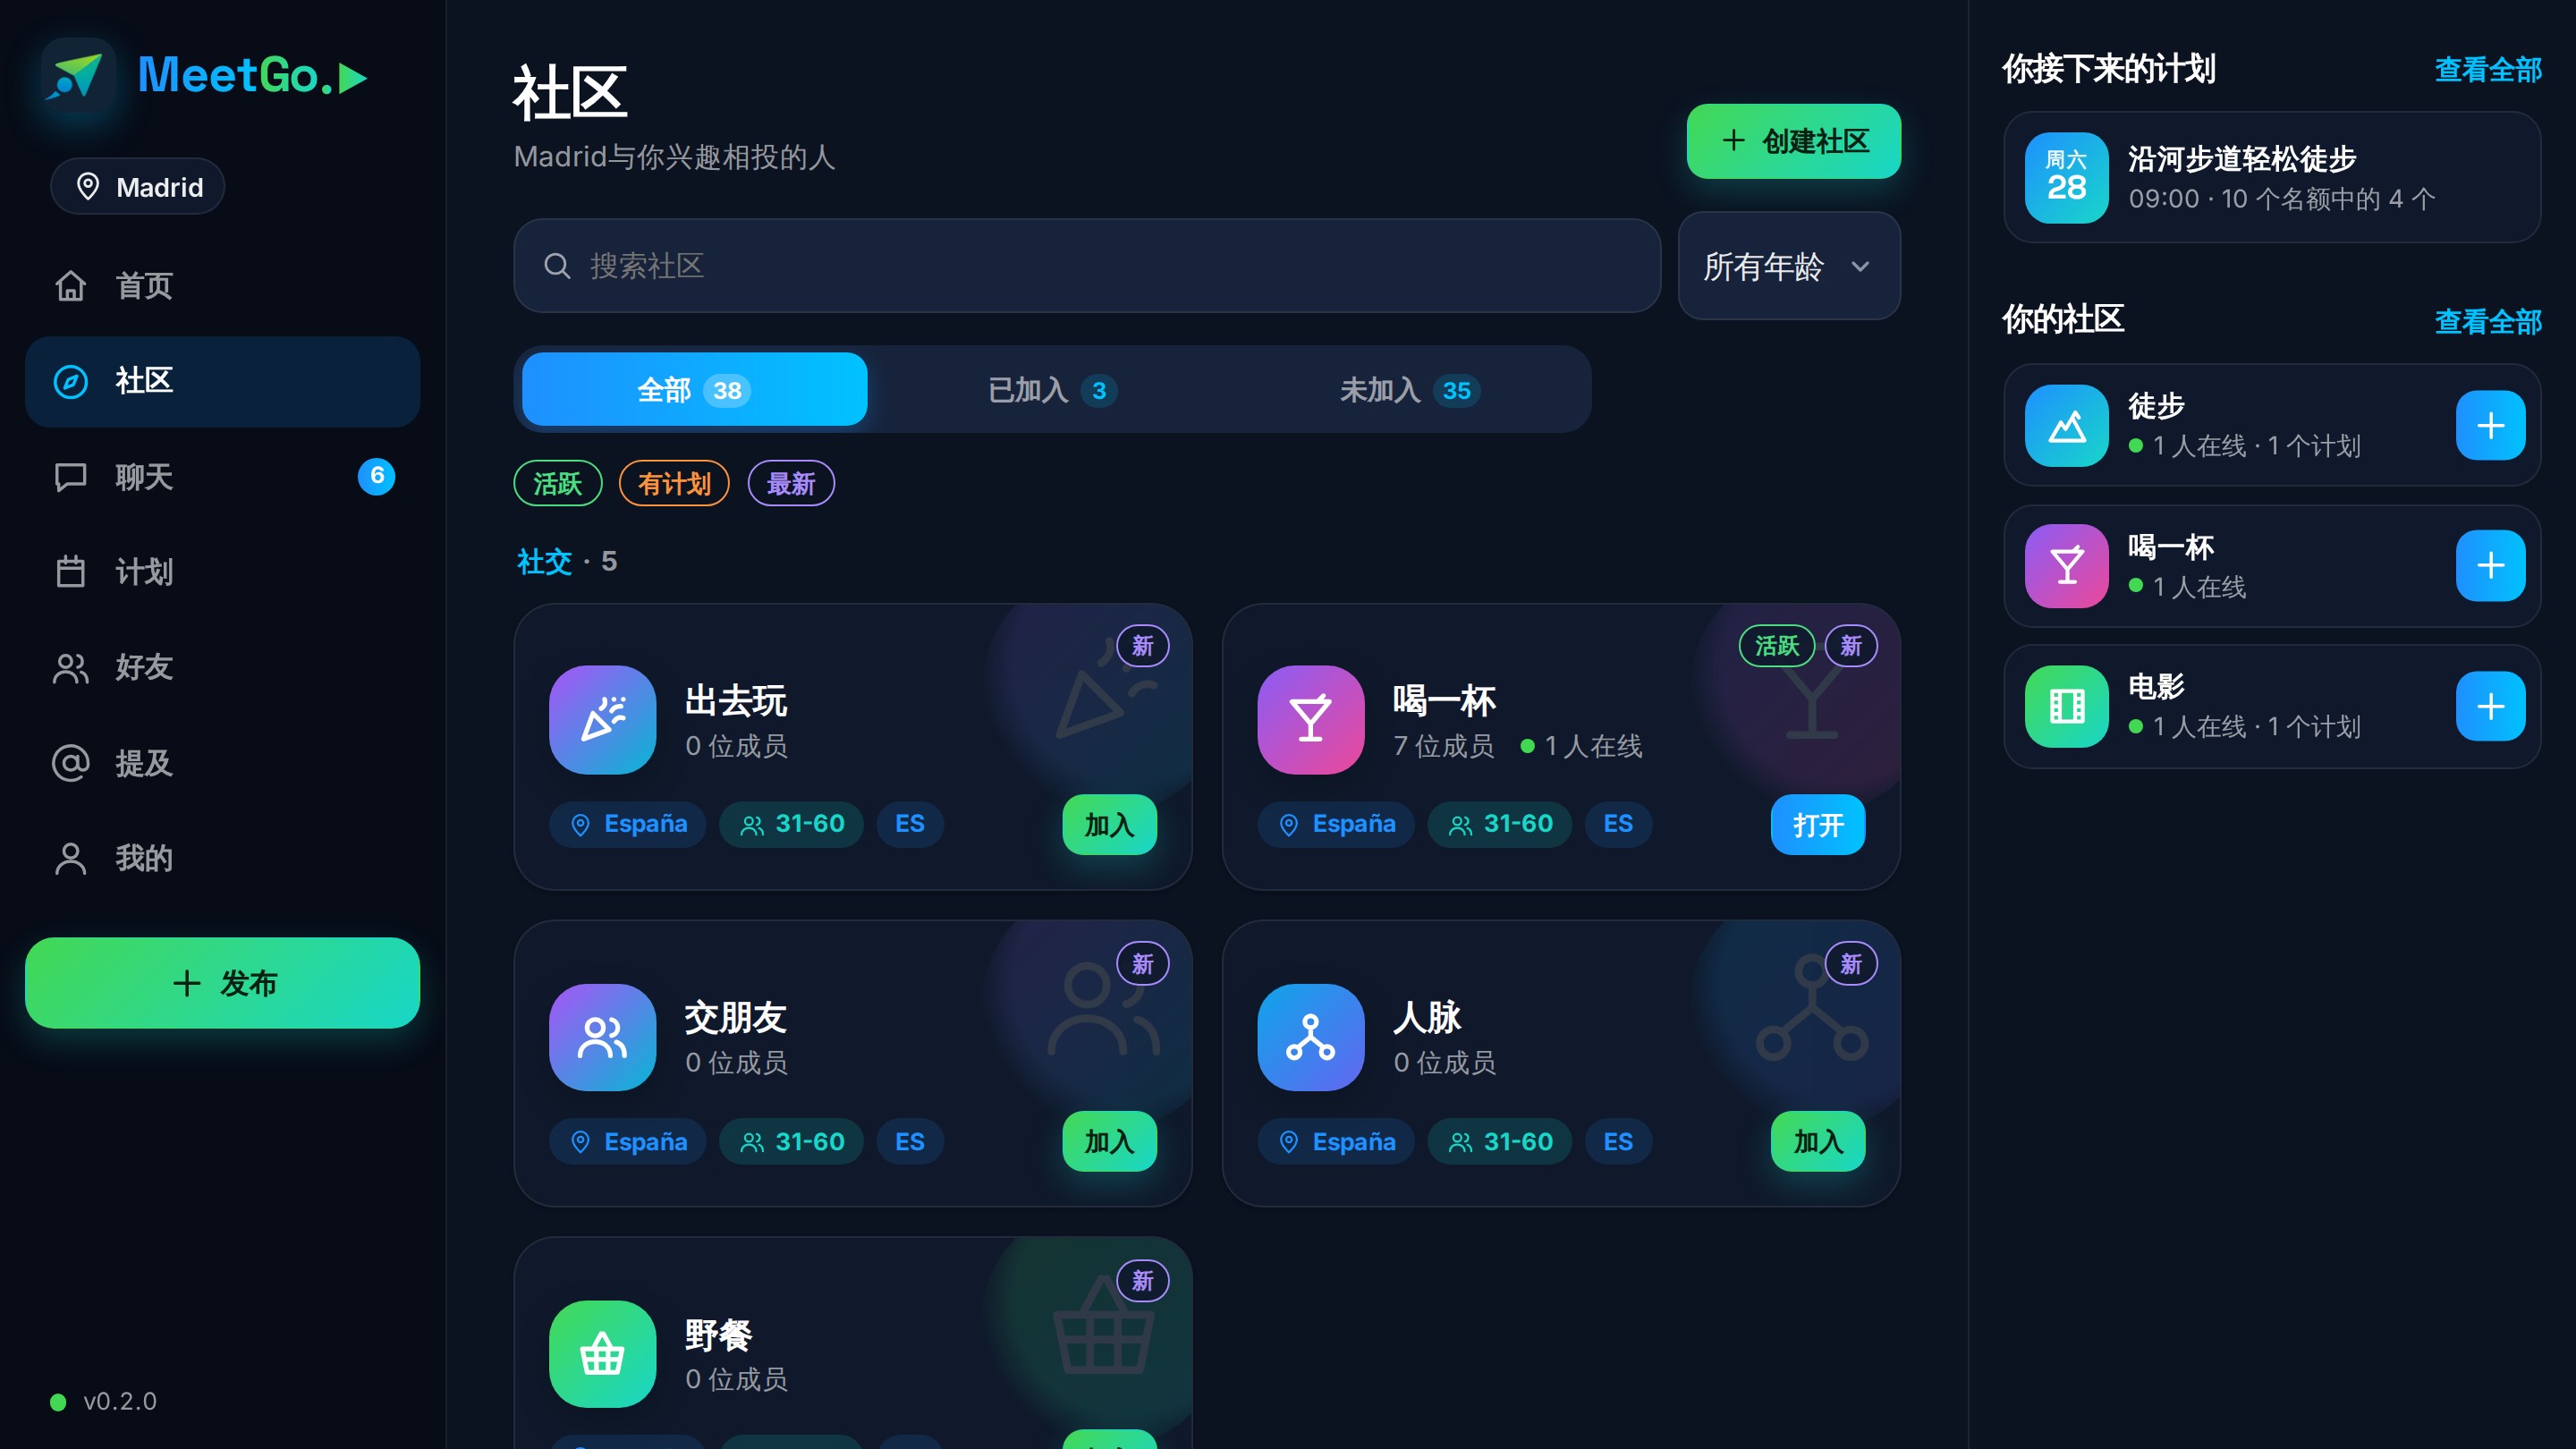 MeetGo.
Madrid
首页
社区
聊天 6
计划
好友
提及
我的
发布
v0.2.0
社区
Madrid与你兴趣相投的人
创建社区
搜索社区
所有年龄
全部 38
已加入 3
未加入 35
活跃 有计划 最新
社交 · 5
新
出去玩
0 位成员
España 31-60 ES 加入
活跃 新
喝一杯
7 位成员 1 人在线
España 31-60 ES 打开
新
交朋友
0 位成员
España 31-60 ES 加入
新
人脉
0 位成员
España 31-60 ES 加入
新
野餐
0 位成员
你接下来的计划 查看全部
周六
28
沿河步道轻松徒步
09:00 · 10 个名额中的 4 个
你的社区 查看全部
徒步
1 人在线 · 1 个计划
喝一杯
1 人在线
电影
1 人在线 · 1 个计划